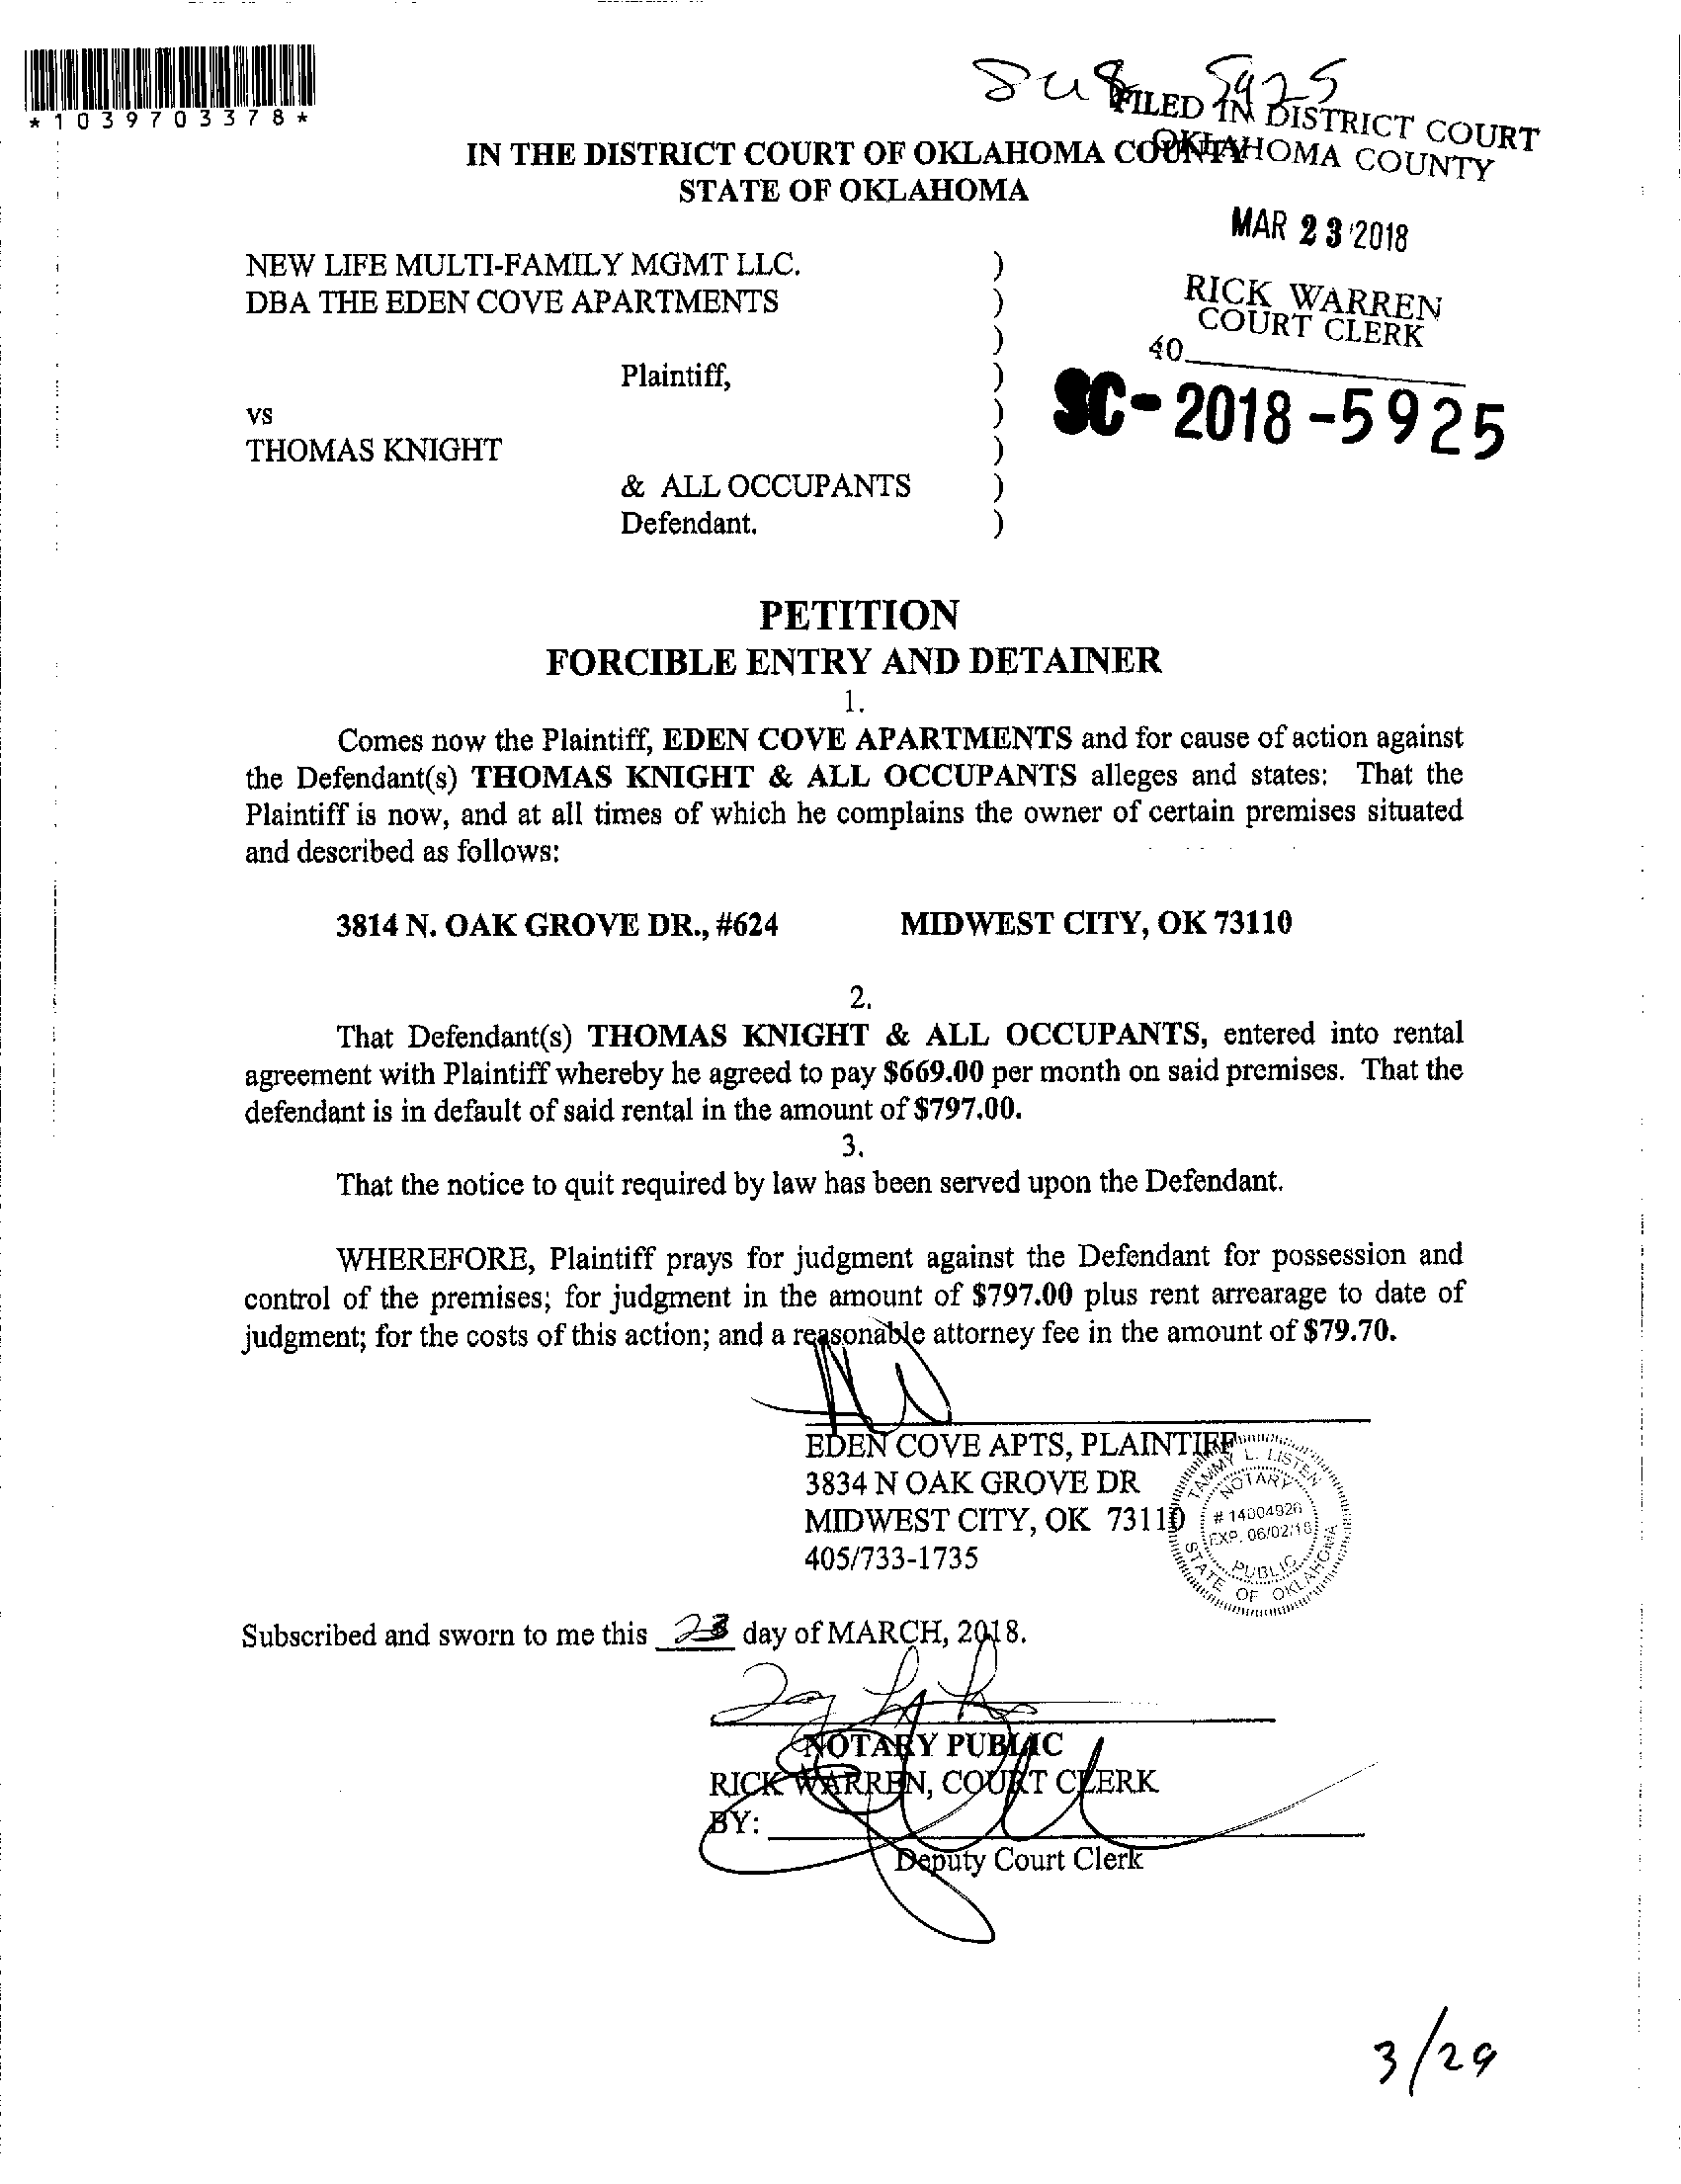 *1039703378*
5925
FILED IN DISTRICT COURT
OKLAHOMA COUNTY
IN THE DISTRICT COURT OF OKLAHOMA COUNTY
STATE OF OKLAHOMA
MAR 23 2018
RICK WARREN
COURT CLERK
40
SC-2018-5925
NEW LIFE MULTI-FAMILY MGMT LLC. )
DBA THE EDEN COVE APARTMENTS )
)
Plaintiff, )
vs )
THOMAS KNIGHT )
& ALL OCCUPANTS )
Defendant. )
PETITION
FORCIBLE ENTRY AND DETAINER
1.
Comes now the Plaintiff, EDEN COVE APARTMENTS and for cause of action against
the Defendant(s) THOMAS KNIGHT & ALL OCCUPANTS alleges and states: That the
Plaintiff is now, and at all times of which he complains the owner of certain premises situated
and described as follows:
3814 N. OAK GROVE DR., #624 MIDWEST CITY, OK 73110
2.
That Defendant(s) THOMAS KNIGHT & ALL OCCUPANTS, entered into rental
agreement with Plaintiff whereby he agreed to pay $669.00 per month on said premises. That the
defendant is in default of said rental in the amount of $797.00.
3.
That the notice to quit required by law has been served upon the Defendant.
WHEREFORE, Plaintiff prays for judgment against the Defendant for possession and
control of the premises; for judgment in the amount of $797.00 plus rent arrearage to date of
judgment; for the costs of this action; and a reasonable attorney fee in the amount of $79.70.
EDEN COVE APTS, PLAINTIFF
3834 N OAK GROVE DR
MIDWEST CITY, OK 73110
405/733-1735
TAMMY L. LISTEN
NOTARY
# 14004926
EXP. 06/02/18
PUBLIC
STATE OF OKLAHOMA
Subscribed and sworn to me this 23 day of MARCH, 2018.
NOTARY PUBLIC
RICK WARREN, COURT CLERK
BY:
Deputy Court Clerk
3/29